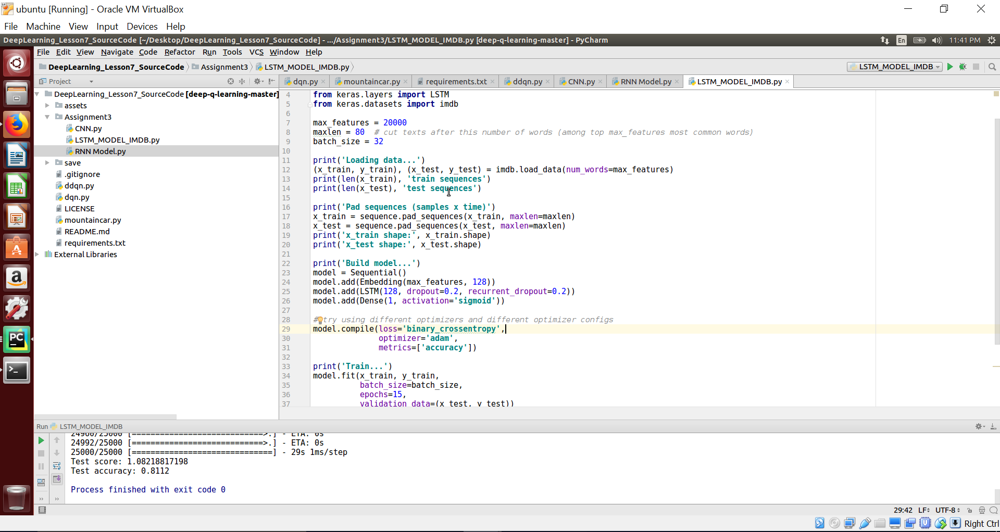 ubuntu [Running] - Oracle VM VirtualBox
File Machine View Input Devices Help
DeepLearning_Lesson7_SourceCode [~/Desktop/DeepLearning_Lesson7_SourceCode] - .../Assignment3/LSTM_MODEL_IMDB.py [deep-q-learning-master] - PyCharm
En 11:41 PM
File Edit View Navigate Code Refactor Run Tools VCS Window Help
DeepLearning_Lesson7_SourceCode Assignment3 LSTM_MODEL_IMDB.py LSTM_MODEL_IMDB
Project
dqn.py mountaincar.py requirements.txt ddqn.py CNN.py RNN Model.py LSTM_MODEL_IMDB.py
DeepLearning_Lesson7_SourceCode [deep-q-learning-master]
assets
Assignment3
CNN.py
LSTM_MODEL_IMDB.py
RNN Model.py
save
.gitignore
ddqn.py
dqn.py
LICENSE
mountaincar.py
README.md
requirements.txt
External Libraries
4 from keras.layers import LSTM
5 from keras.datasets import imdb
6
7 max_features = 20000
8 maxlen = 80  # cut texts after this number of words (among top max_features most common words)
9 batch_size = 32
10
11 print('Loading data...')
12 (x_train, y_train), (x_test, y_test) = imdb.load_data(num_words=max_features)
13 print(len(x_train), 'train sequences')
14 print(len(x_test), 'test sequences')
15
16 print('Pad sequences (samples x time)')
17 x_train = sequence.pad_sequences(x_train, maxlen=maxlen)
18 x_test = sequence.pad_sequences(x_test, maxlen=maxlen)
19 print('x_train shape:', x_train.shape)
20 print('x_test shape:', x_test.shape)
21
22 print('Build model...')
23 model = Sequential()
24 model.add(Embedding(max_features, 128))
25 model.add(LSTM(128, dropout=0.2, recurrent_dropout=0.2))
26 model.add(Dense(1, activation='sigmoid'))
27
28 # try using different optimizers and different optimizer configs
29 model.compile(loss='binary_crossentropy',
30 optimizer='adam',
31 metrics=['accuracy'])
32
33 print('Train...')
34 model.fit(x_train, y_train,
35 batch_size=batch_size,
36 epochs=15,
37 validation_data=(x_test, y_test))
Run LSTM_MODEL_IMDB
24960/25000 [============================>.] - ETA: 0s
24992/25000 [============================>.] - ETA: 0s
25000/25000 [==============================] - 29s 1ms/step
Test score: 1.08218817198
Test accuracy: 0.8112
Process finished with exit code 0
29:42 LF UTF-8
Right Ctrl